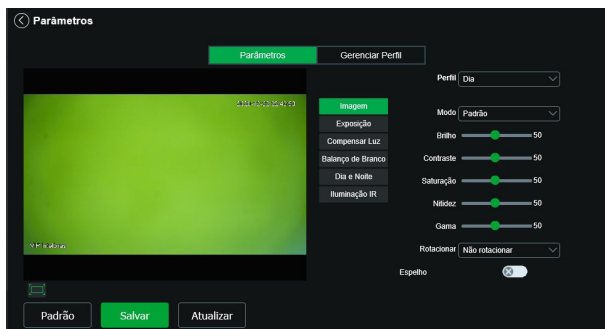 Parâmetros
Parâmetros Gerenciar Perfil
Perfil Dia
Imagem
Exposição
Compensar Luz
Balanço de Branco
Dia e Noite
Iluminação IR
Modo Padrão
Brilho 50
Contraste 50
Saturação 50
Nitidez 50
Gama 50
Rotacionar Não rotacionar
Espelho
Padrão Salvar Atualizar